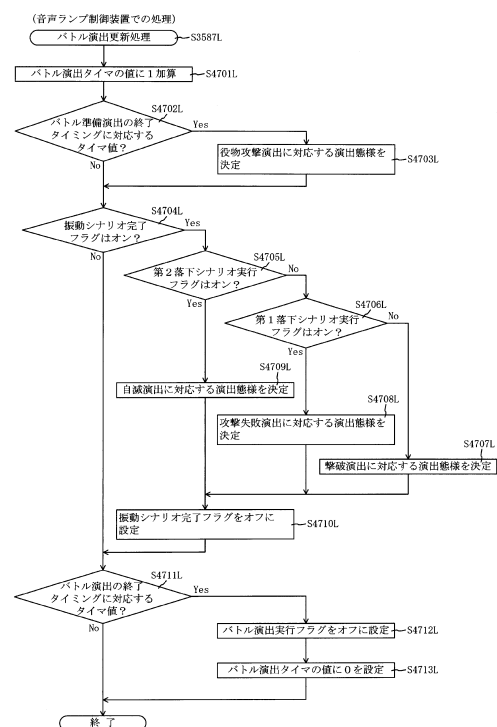 (音声ランプ制御装置での処理)
バトル演出更新処理
S3587L
バトル演出タイマの値に1加算
S4701L
S4702L
バトル準備演出の終了
タイミングに対応する
タイマ値?
Yes
No
役物攻撃演出に対応する演出態様を
決定
S4703L
S4704L
振動シナリオ完了
フラグはオン?
Yes
No
S4705L
第2落下シナリオ実行
フラグはオン?
No
Yes
S4706L
第1落下シナリオ実行
フラグはオン?
No
Yes
S4709L
自滅演出に対応する演出態様を決定
S4708L
攻撃失敗演出に対応する演出態様を
決定
S4707L
撃破演出に対応する演出態様を決定
振動シナリオ完了フラグをオフに
設定
S4710L
S4711L
バトル演出の終了
タイミングに対応する
タイマ値?
Yes
No
バトル演出実行フラグをオフに設定
S4712L
バトル演出タイマの値に0を設定
S4713L
終了